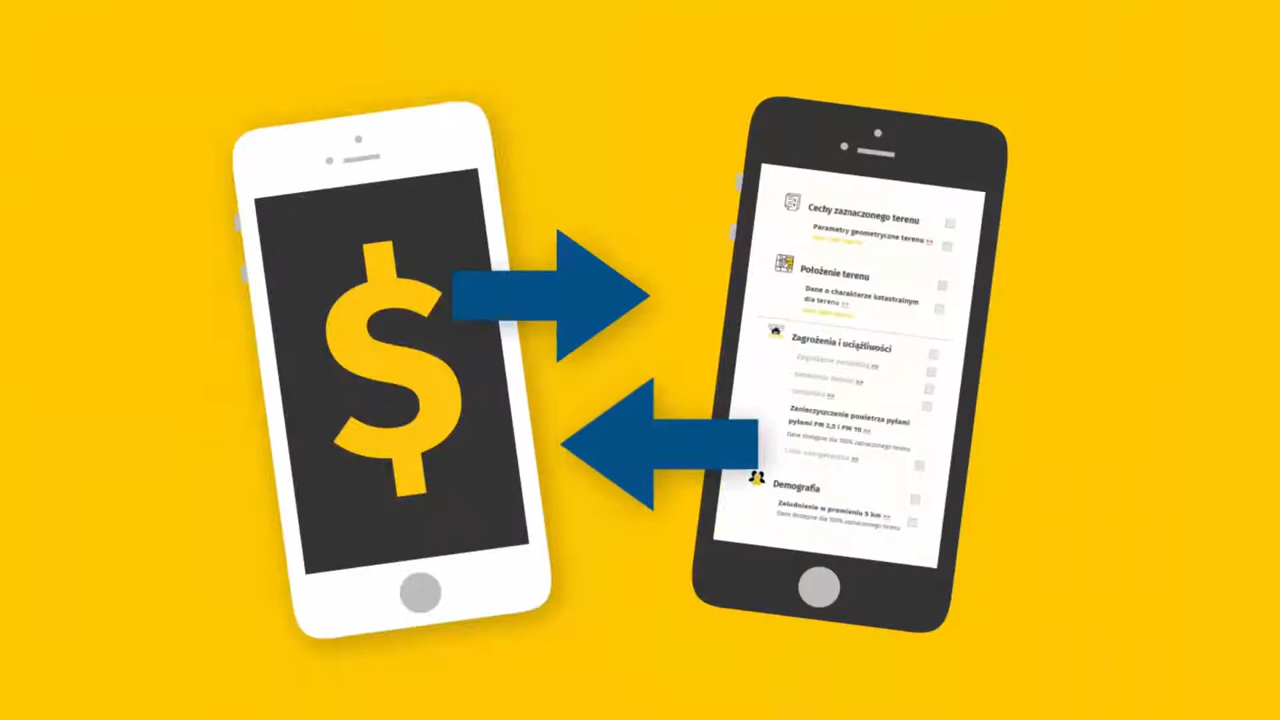 $
Cechy zaznaczonego terenu
Parametry geometryczne terenu >>
Położenie terenu
Dane o charakterze katastralnym
dla terenu >>
Zagrożenia i uciążliwości
>>
>>
>>
Zanieczyszczenie powietrza pyłami
pyłami PM 2,5 i PM 10 >>
Dane dostępne dla 100% zaznaczonego terenu
Linie energetyczne >>
Demografia
Zaludnienie w promieniu 5 km >>
Dane dostępne dla 100% zaznaczonego terenu